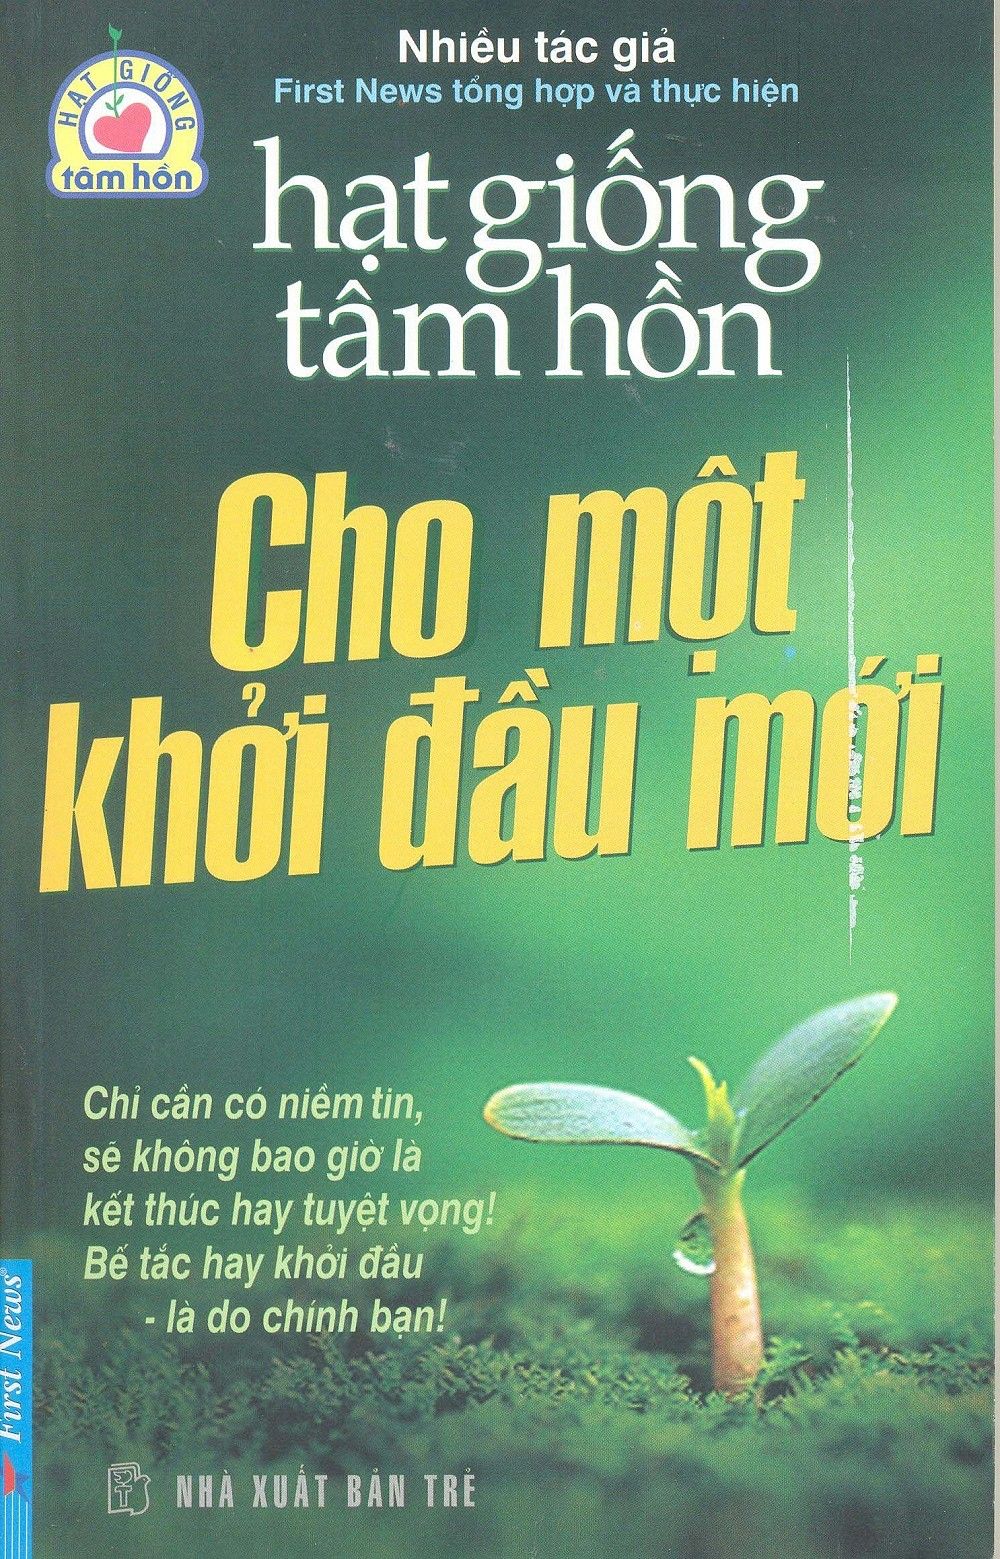 Nhiều tác giả
First News tổng hợp và thực hiện
HẠT GIỐNG
tâm hồn
hạt giống
tâm hồn
Cho một
khởi đầu mới
Chỉ cần có niềm tin,
sẽ không bao giờ là
kết thúc hay tuyệt vọng!
Bế tắc hay khởi đầu
- là do chính bạn!
First News®
NHÀ XUẤT BẢN TRẺ